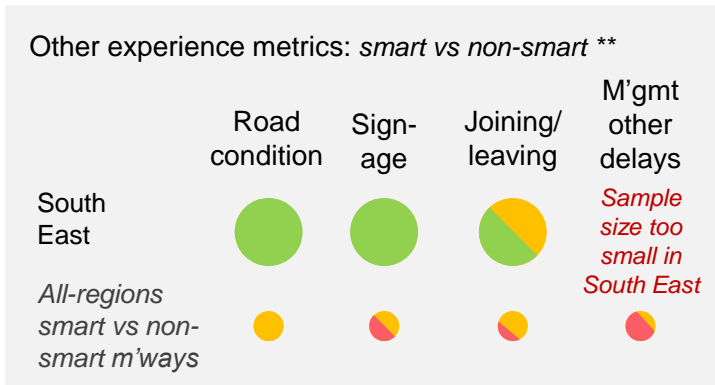 Other experience metrics: smart vs non-smart **
Road
condition
Sign-
age
Joining/
leaving
M'gmt
other
delays
South
East
Sample
size too
small in
South East
All-regions
smart vs non-
smart m'ways